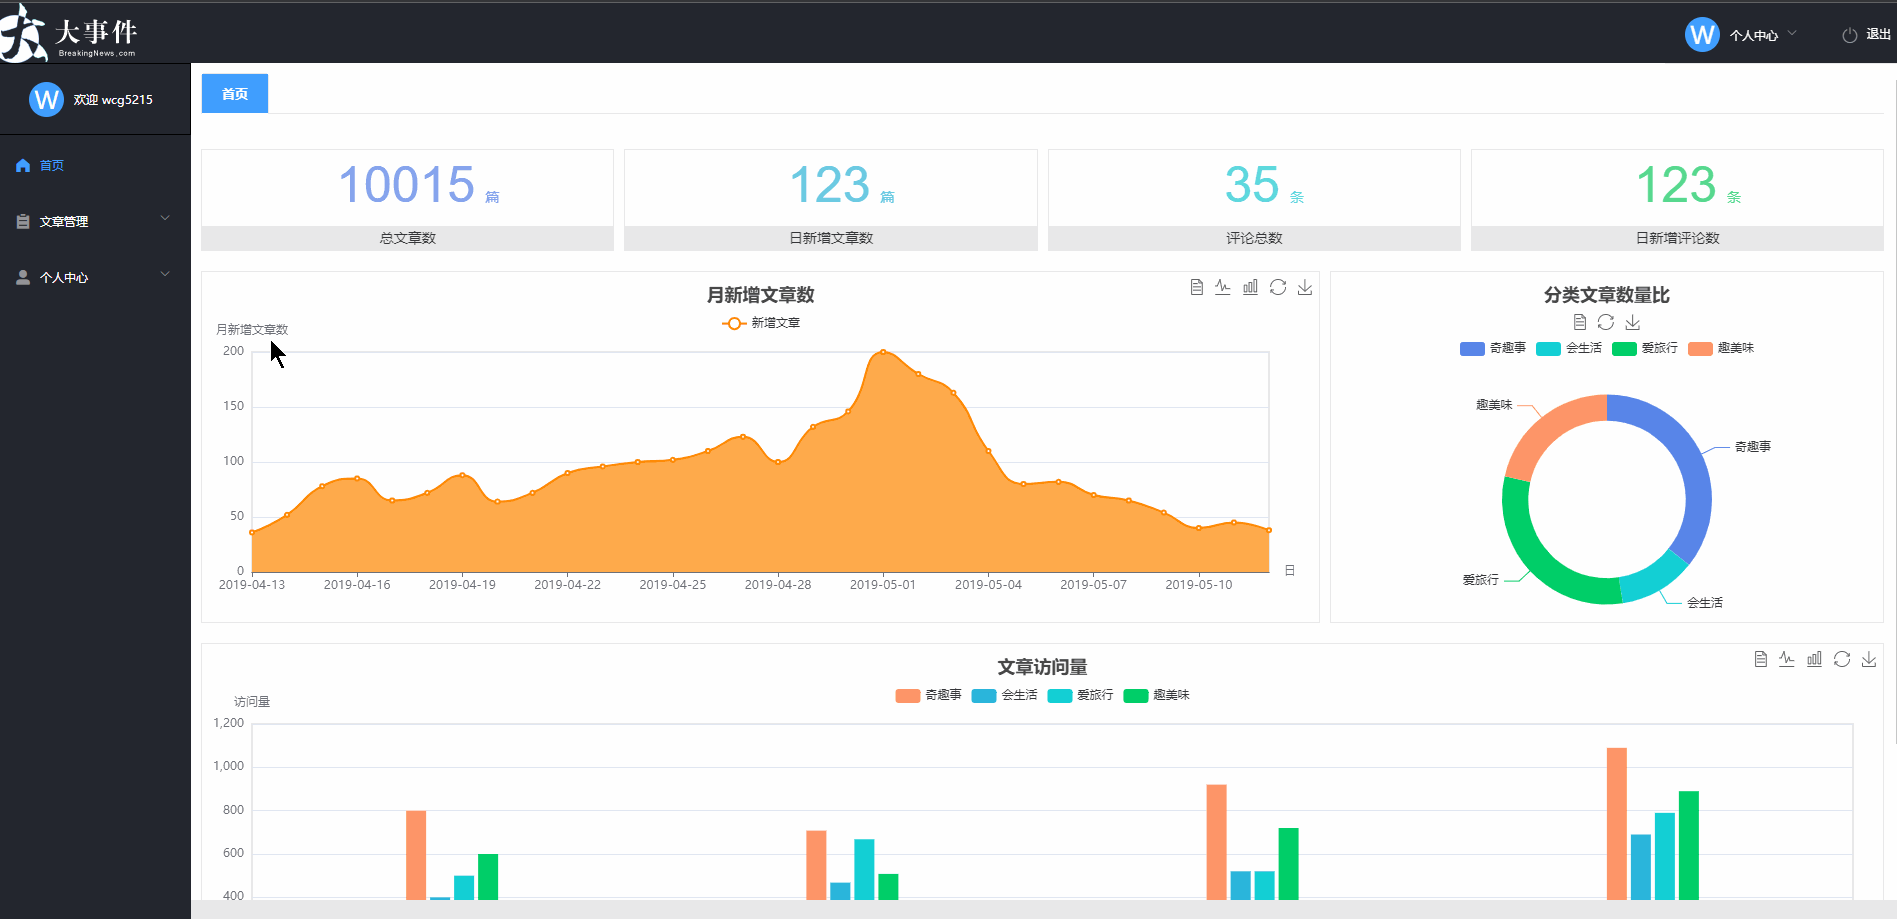 大事件
BreakingNews.com
W 个人中心
退出
W 欢迎 wcg5215
首页
文章管理
个人中心
首页
10015 篇
总文章数
123 篇
日新增文章数
35 条
评论总数
123 条
日新增评论数
月新增文章数
新增文章
月新增文章数
200
150
100
50
0
2019-04-13 2019-04-16 2019-04-19 2019-04-22 2019-04-25 2019-04-28 2019-05-01 2019-05-04 2019-05-07 2019-05-10
日
分类文章数量比
奇趣事 会生活 爱旅行 趣美味
趣美味
奇趣事
爱旅行
会生活
文章访问量
奇趣事 会生活 爱旅行 趣美味
访问量
1,200
1,000
800
600
400